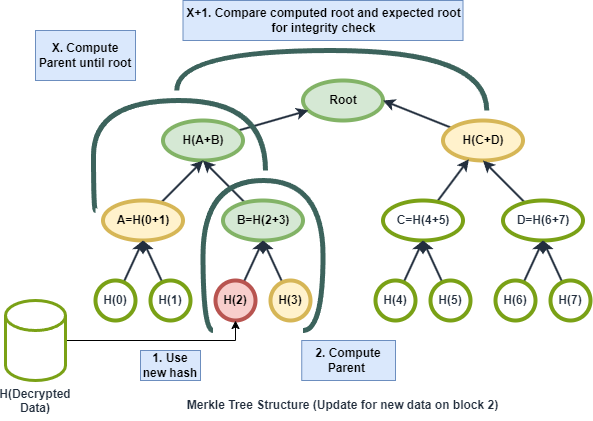 X+1. Compare computed root and expected root
for integrity check
X. Compute
Parent until root
Root
H(A+B)
H(C+D)
A=H(0+1)
B=H(2+3)
C=H(4+5)
D=H(6+7)
H(0)
H(1)
H(2)
H(3)
H(4)
H(5)
H(6)
H(7)
1. Use
new hash
2. Compute
Parent
H(Decrypted
Data)
Merkle Tree Structure (Update for new data on block 2)